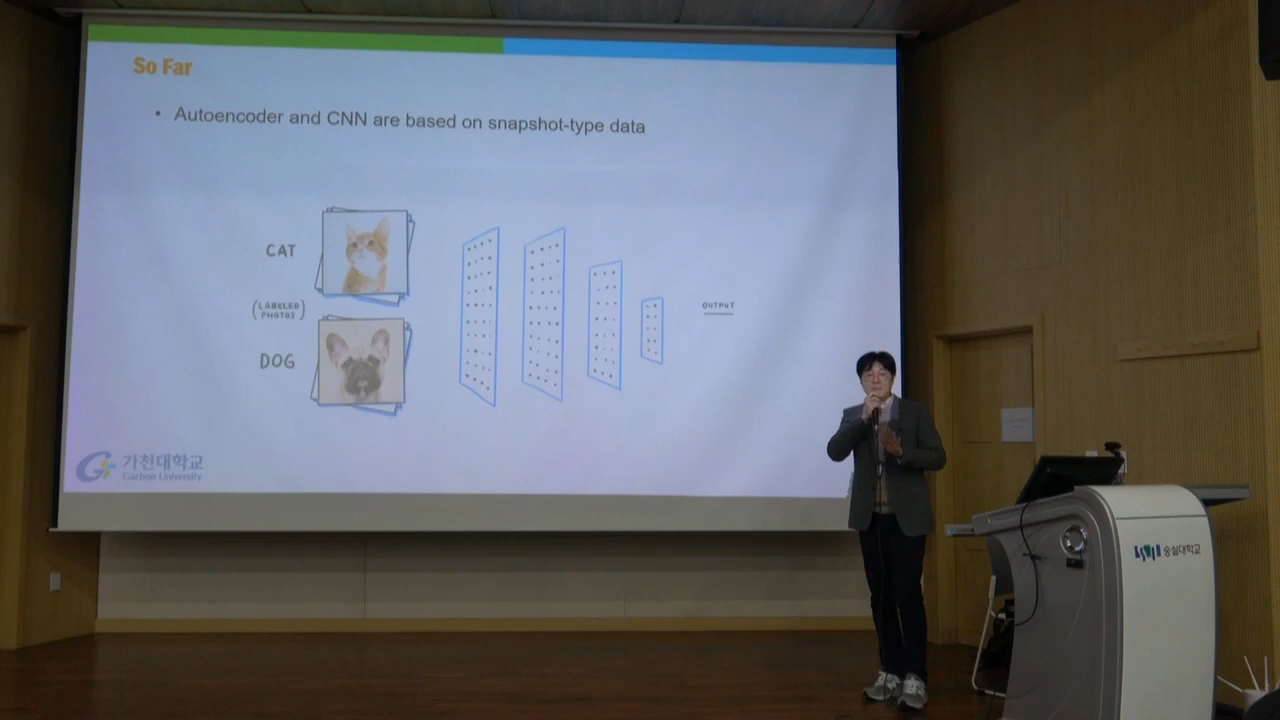 So Far
• Autoencoder and CNN are based on snapshot-type data
CAT
(LABELED
PHOTOS)
DOG
OUTPUT
가천대학교
Gachon University
숭실대학교